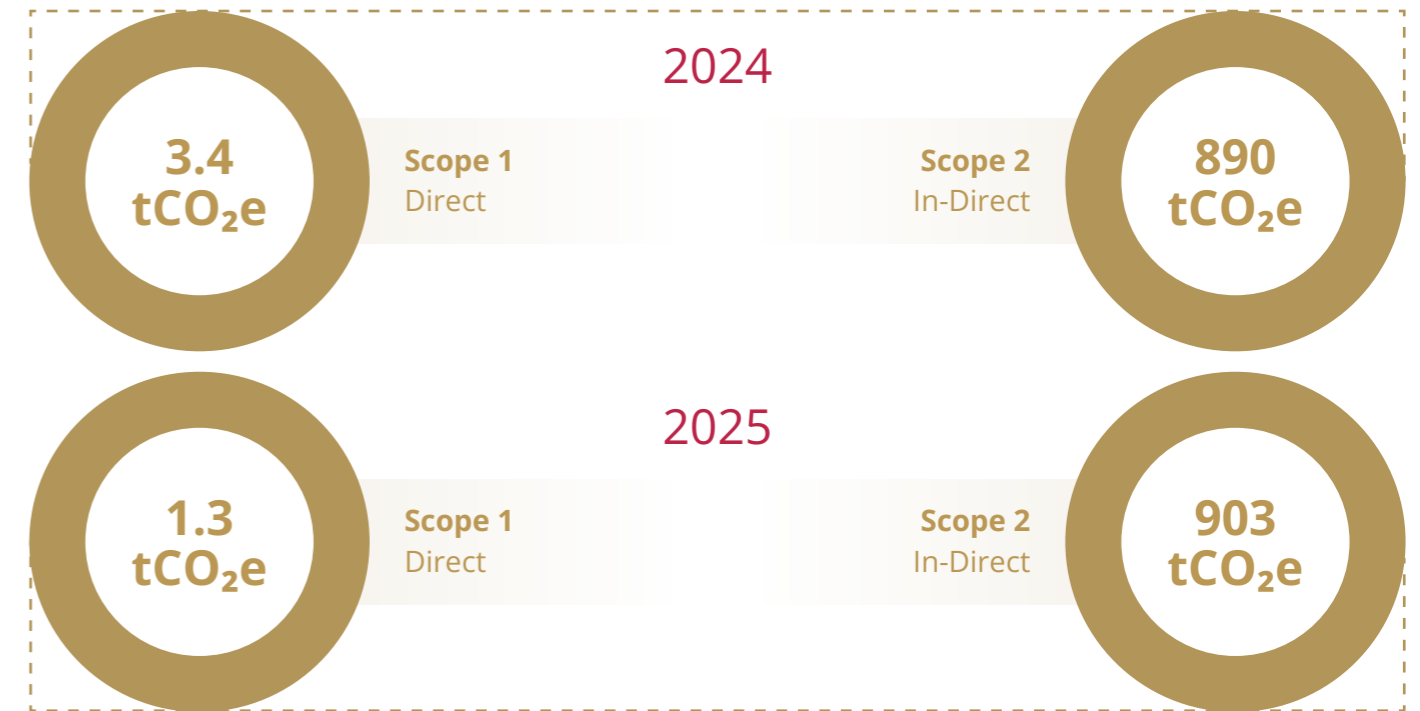 2024
3.4
tCO₂e
Scope 1
Direct
Scope 2
In-Direct
890
tCO₂e
2025
1.3
tCO₂e
Scope 1
Direct
Scope 2
In-Direct
903
tCO₂e